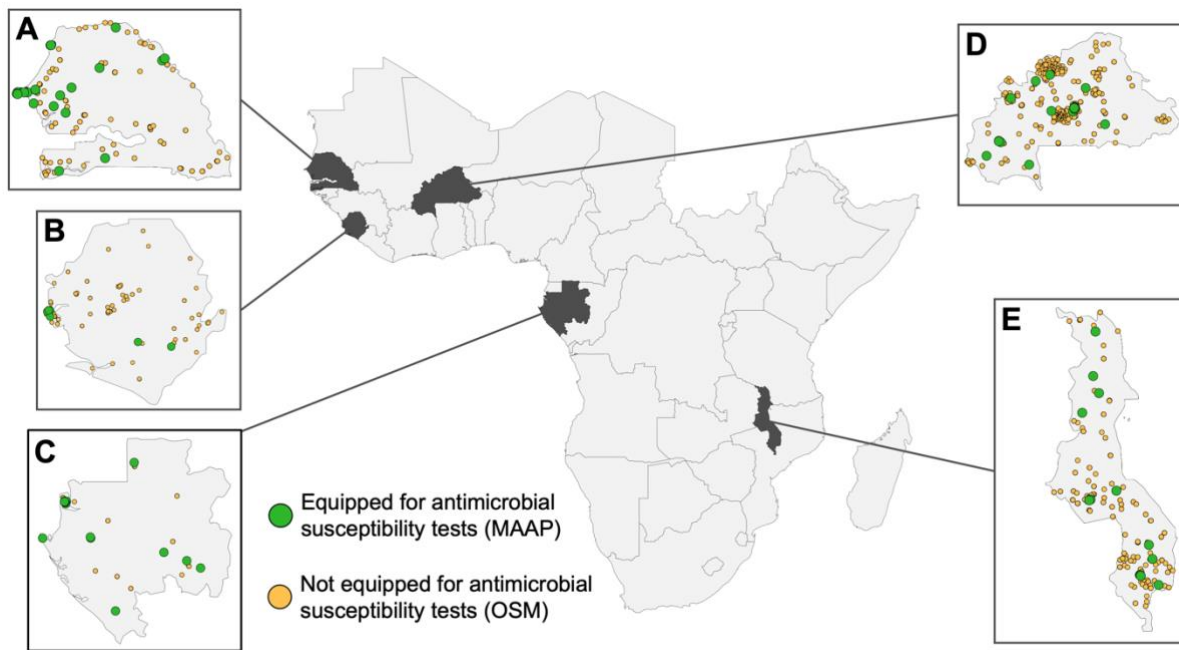 A
B
C
D
E
Equipped for antimicrobial
susceptibility tests (MAAP)
Not equipped for antimicrobial
susceptibility tests (OSM)